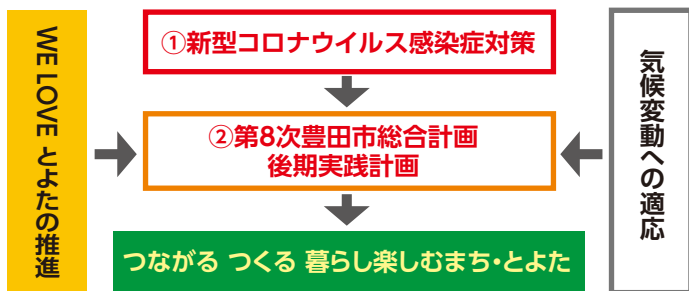 WE LOVE とよたの推進
①新型コロナウイルス感染症対策
②第8次豊田市総合計画
後期実践計画
つながる つくる 暮らし楽しむまち・とよた
気候変動への適応